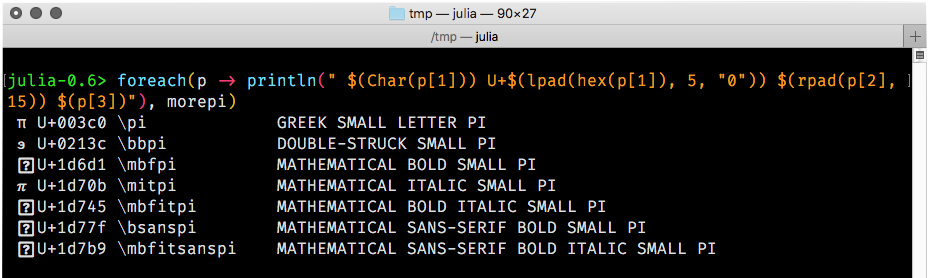 tmp — julia — 90×27
/tmp — julia
julia-0.6> foreach(p -> println(" $(Char(p[1])) U+$(lpad(hex(p[1]), 5, "0")) $(rpad(p[2],
15)) $(p[3])"), morepi)
π U+003c0 \pi GREEK SMALL LETTER PI
ℼ U+0213c \bbpi DOUBLE-STRUCK SMALL PI
⍰ U+1d6d1 \mbfpi MATHEMATICAL BOLD SMALL PI
𝜋 U+1d70b \mitpi MATHEMATICAL ITALIC SMALL PI
⍰ U+1d745 \mbfitpi MATHEMATICAL BOLD ITALIC SMALL PI
⍰ U+1d77f \bsanspi MATHEMATICAL SANS-SERIF BOLD SMALL PI
⍰ U+1d7b9 \mbfitsanspi MATHEMATICAL SANS-SERIF BOLD ITALIC SMALL PI